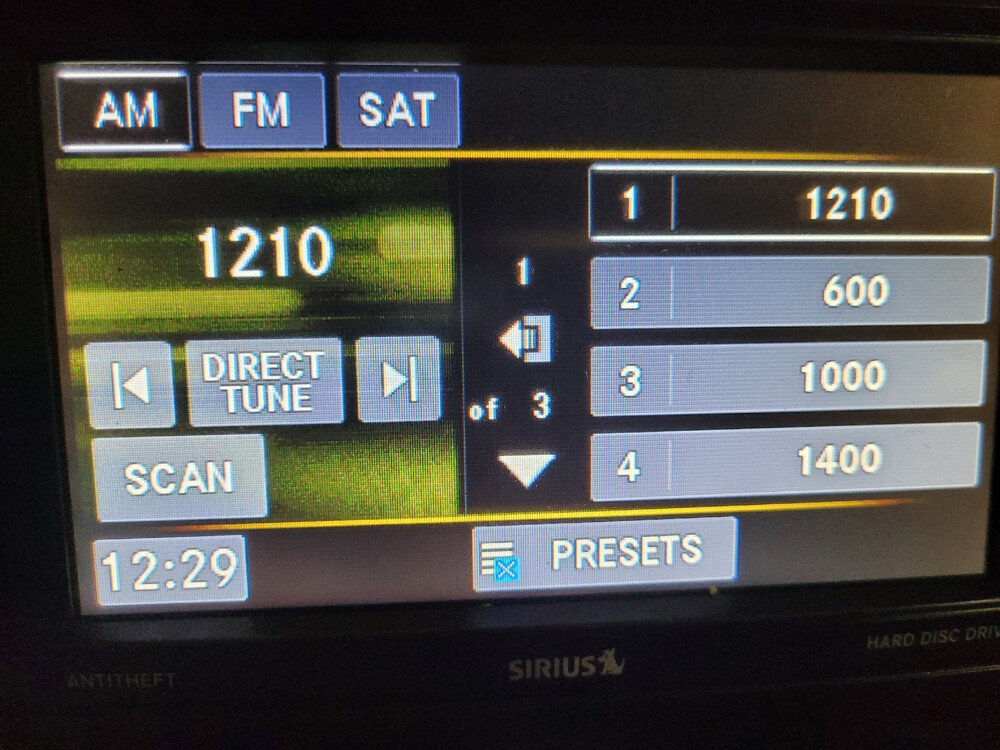 AM FM SAT
1210
DIRECT
TUNE
SCAN
12:29
1
of 3
1 1210
2 600
3 1000
4 1400
PRESETS
ANTITHEFT
SIRIUS
HARD DISC